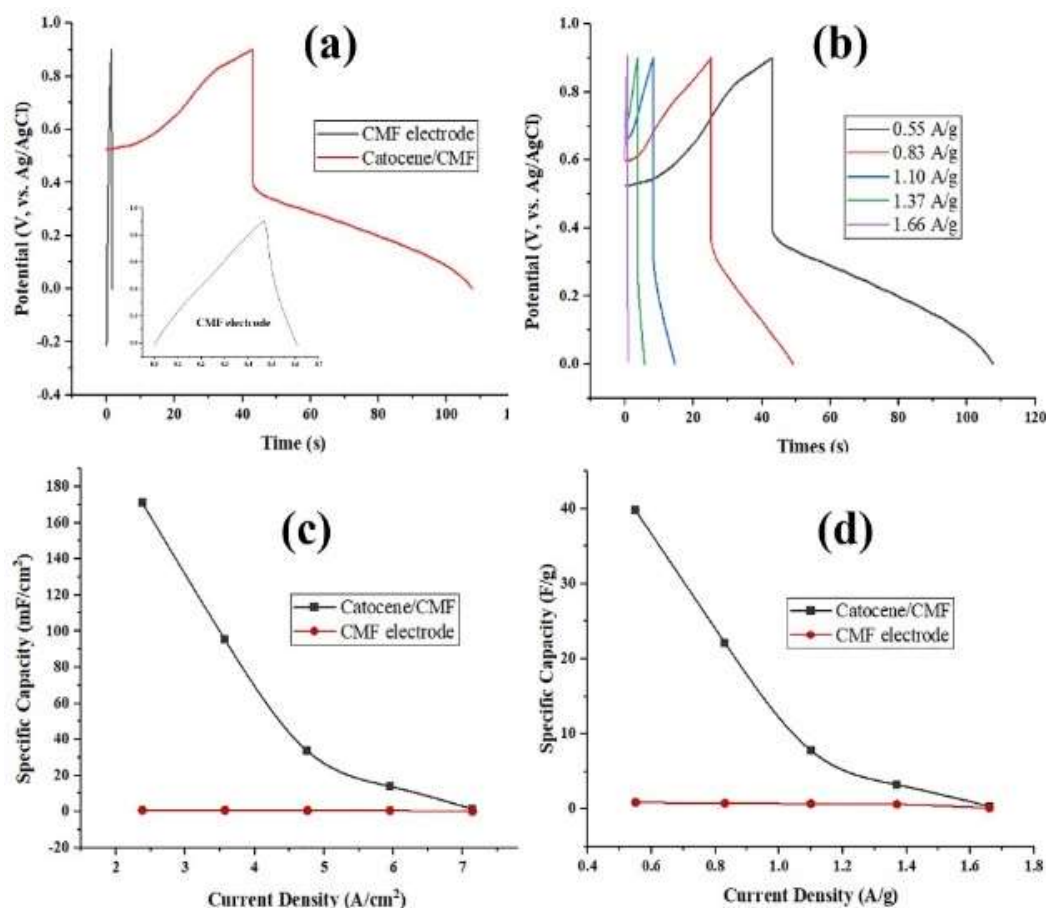 (a)
1.0
0.8
0.6
0.4
0.2
0.0
-0.2
-0.4
Potential (V, vs. Ag/AgCl)
CMF electrode
Catocene/CMF
CMF electrode
0 20 40 60 80 100
Time (s)
(b)
1.0
0.8
0.6
0.4
0.2
0.0
Potential (V, vs. Ag/AgCl)
0.55 A/g
0.83 A/g
1.10 A/g
1.37 A/g
1.66 A/g
0 20 40 60 80 100 120
Times (s)
(c)
180
160
140
120
100
80
60
40
20
0
-20
Specific Capacity (mF/cm²)
Catocene/CMF
CMF electrode
2 3 4 5 6 7
Current Density (A/cm²)
(d)
40
30
20
10
0
Specific Capacity (F/g)
Catocene/CMF
CMF electrode
0.4 0.6 0.8 1.0 1.2 1.4 1.6 1.8
Current Density (A/g)